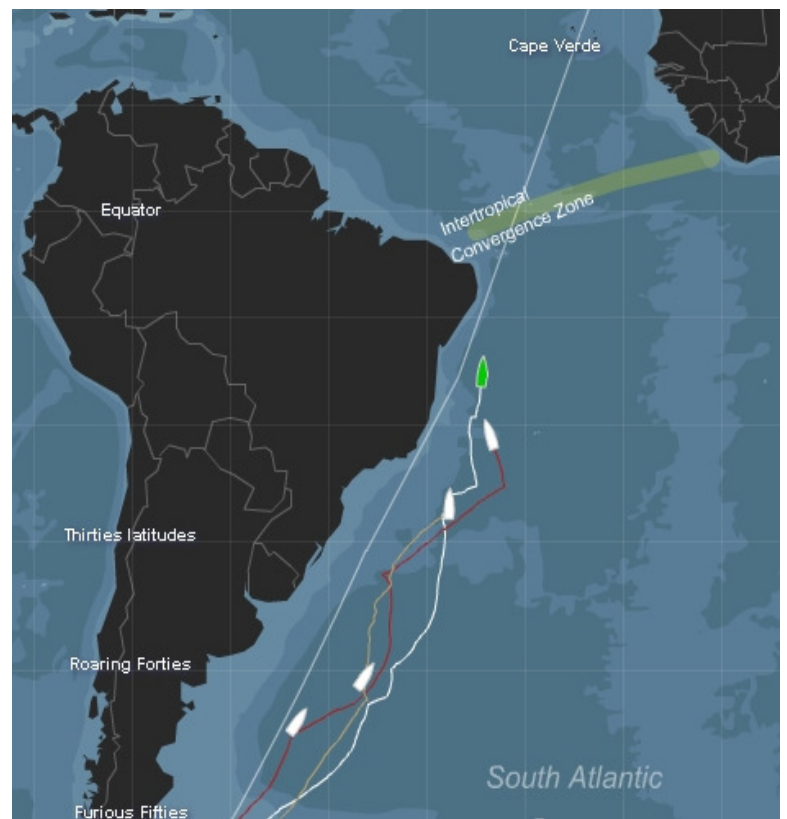 Cape Verde
Equator
Intertropical
Convergence Zone
Thirties latitudes
Roaring Forties
South Atlantic
Furious Fifties